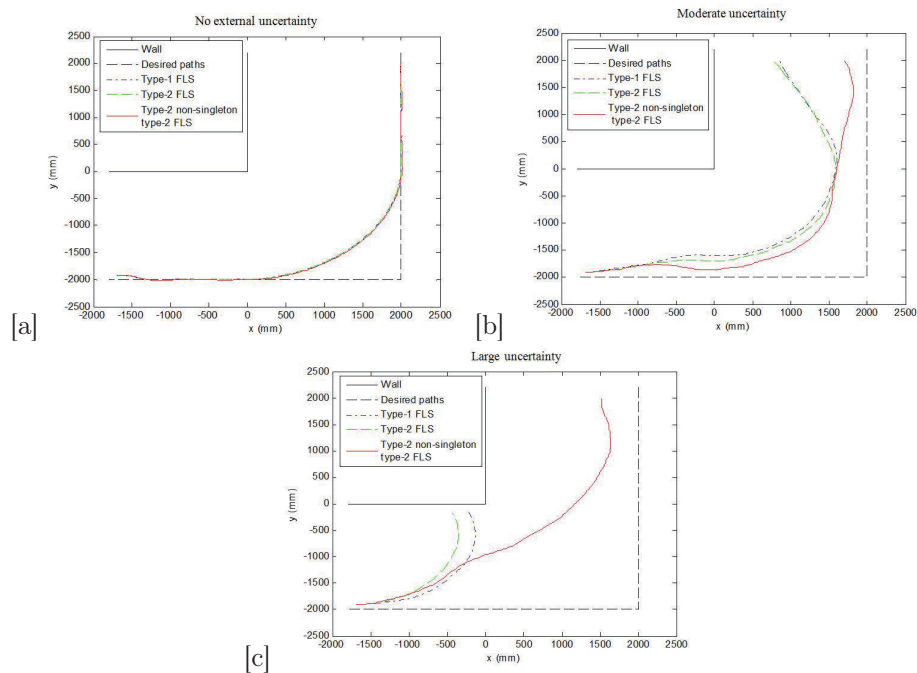 No external uncertainty
2500
2000
1500
1000
500
0
-500
-1000
-1500
-2000
2500
y (mm)
Wall
Desired paths
Type-1 FLS
Type-2 FLS
Type-2 non-singleton
type-2 FLS
-2000 -1500 -1000 -500 0 500 1000 1500 2000 2500
x (mm)
[a]
Moderate uncertainty
2500
2000
1500
1000
500
0
-500
-1000
-1500
-2000
-2500
y (mm)
Wall
Desired paths
Type-1 FLS
Type-2 FLS
Type-2 non-singleton
type-2 FLS
-2000 -1500 -1000 -500 0 500 1000 1500 2000 2500
x (mm)
[b]
Large uncertainty
2500
2000
1500
1000
500
0
-500
-1000
-1500
-2000
2500
y (mm)
Wall
Desired paths
Type-1 FLS
Type-2 FLS
Type-2 non-singleton
type-2 FLS
-2000 -1500 -1000 -500 0 500 1000 1500 2000 2500
x (mm)
[c]